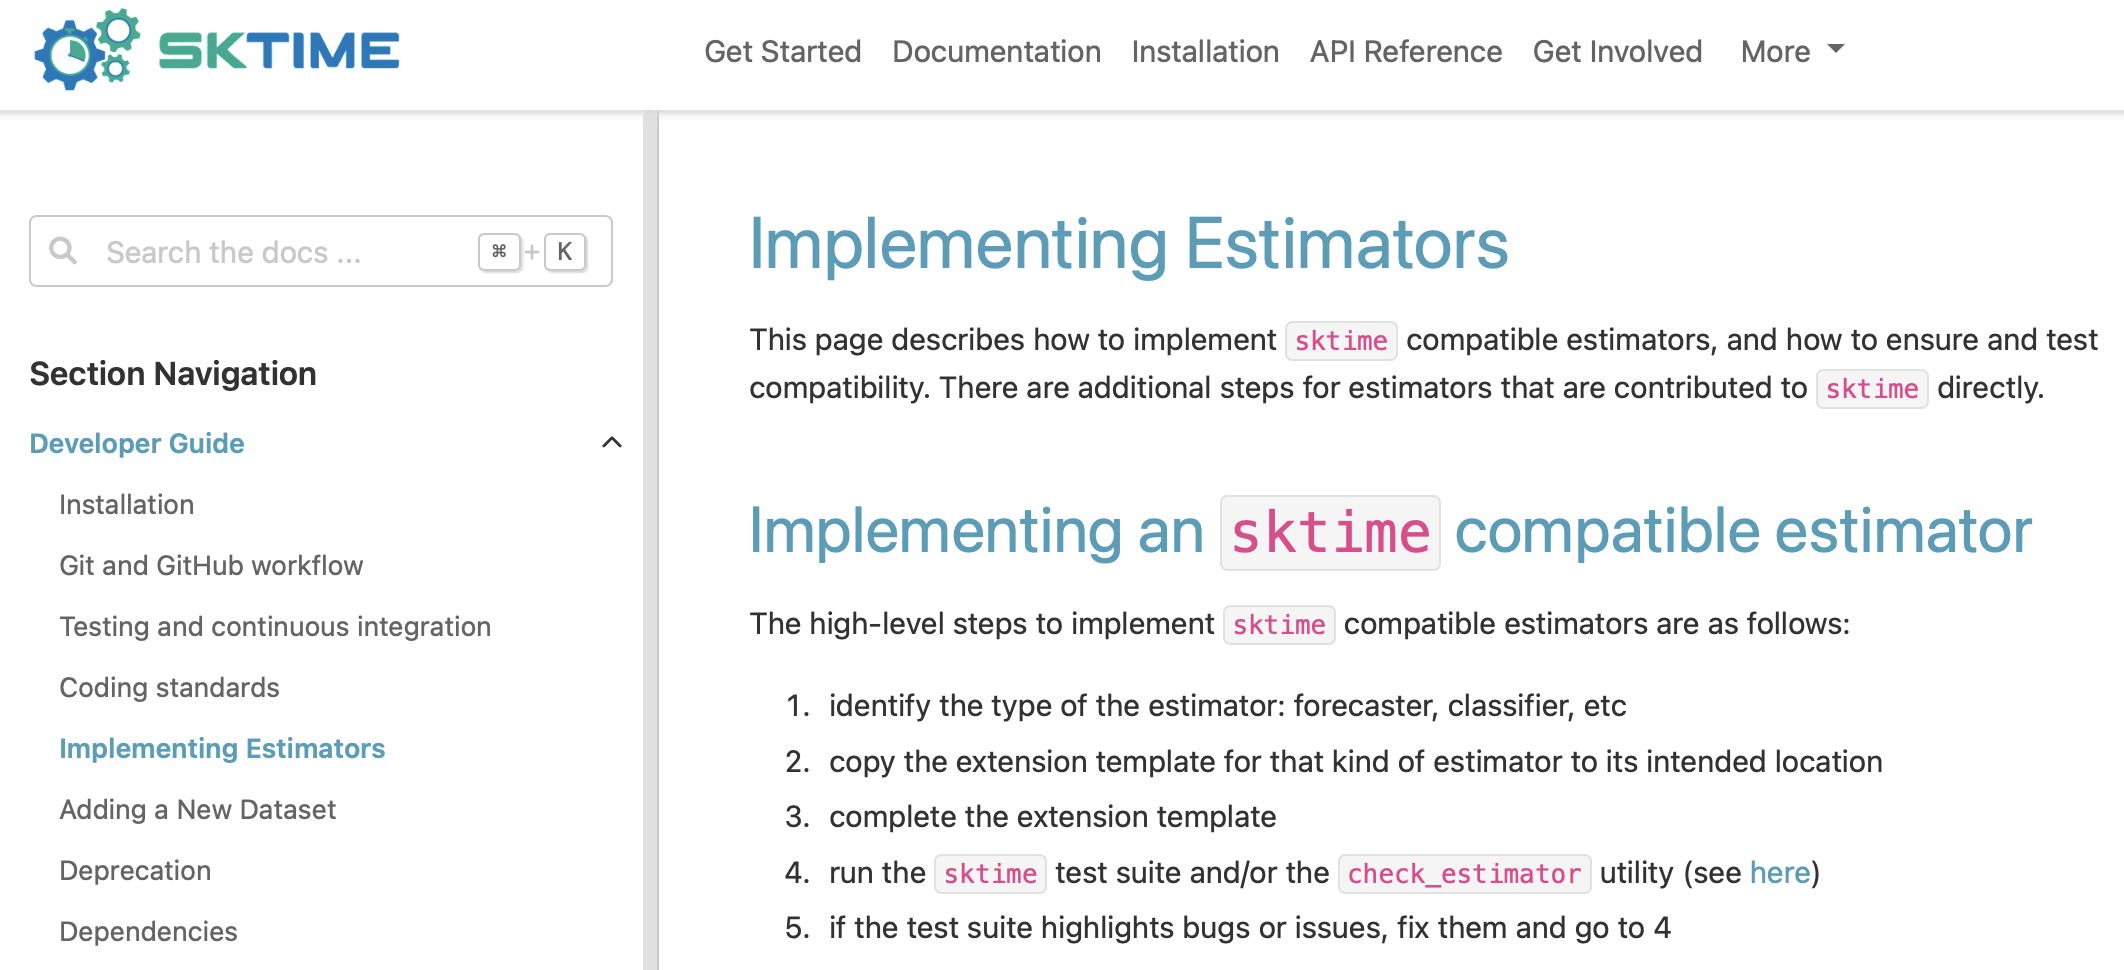 SKTIME
Get Started Documentation Installation API Reference Get Involved More
Search the docs ... ⌘ + K
Section Navigation
Developer Guide
Installation
Git and GitHub workflow
Testing and continuous integration
Coding standards
Implementing Estimators
Adding a New Dataset
Deprecation
Dependencies
Implementing Estimators
This page describes how to implement sktime compatible estimators, and how to ensure and test
compatibility. There are additional steps for estimators that are contributed to sktime directly.
Implementing an sktime compatible estimator
The high-level steps to implement sktime compatible estimators are as follows:
1. identify the type of the estimator: forecaster, classifier, etc
2. copy the extension template for that kind of estimator to its intended location
3. complete the extension template
4. run the sktime test suite and/or the check_estimator utility (see here)
5. if the test suite highlights bugs or issues, fix them and go to 4